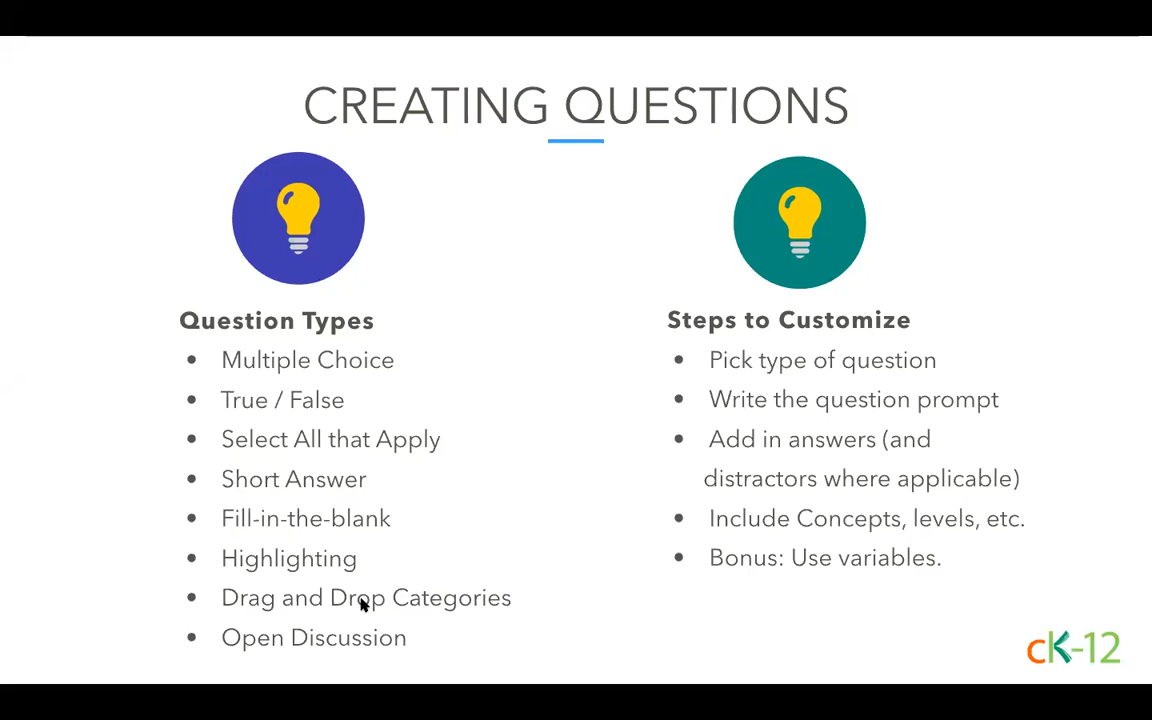 CREATING QUESTIONS
Question Types
• Multiple Choice
• True / False
• Select All that Apply
• Short Answer
• Fill-in-the-blank
• Highlighting
• Drag and Drop Categories
• Open Discussion
Steps to Customize
• Pick type of question
• Write the question prompt
• Add in answers (and
distractors where applicable)
• Include Concepts, levels, etc.
• Bonus: Use variables.
cK-12